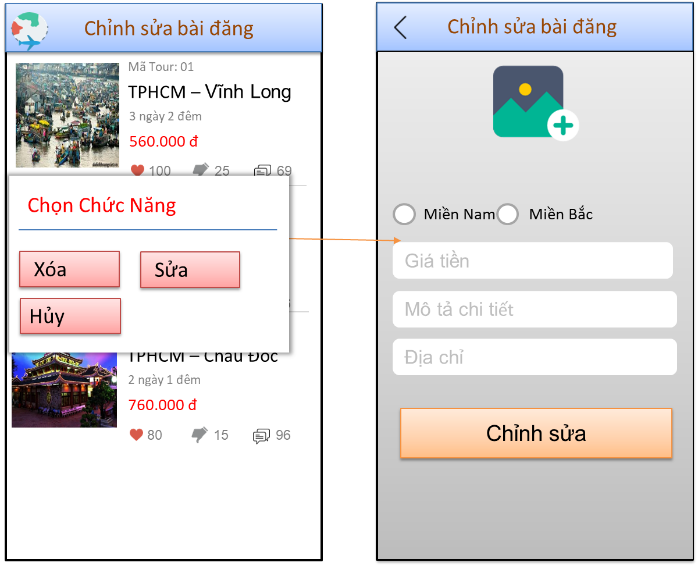 Chỉnh sửa bài đăng
Mã Tour: 01
TPHCM – Vĩnh Long
3 ngày 2 đêm
560.000 đ
100 25 69
Chọn Chức Năng
Xóa Sửa
Hủy
TPHCM – Châu Đốc
2 ngày 1 đêm
760.000 đ
80 15 96
Chỉnh sửa bài đăng
Miền Nam Miền Bắc
Giá tiền
Mô tả chi tiết
Địa chỉ
Chỉnh sửa